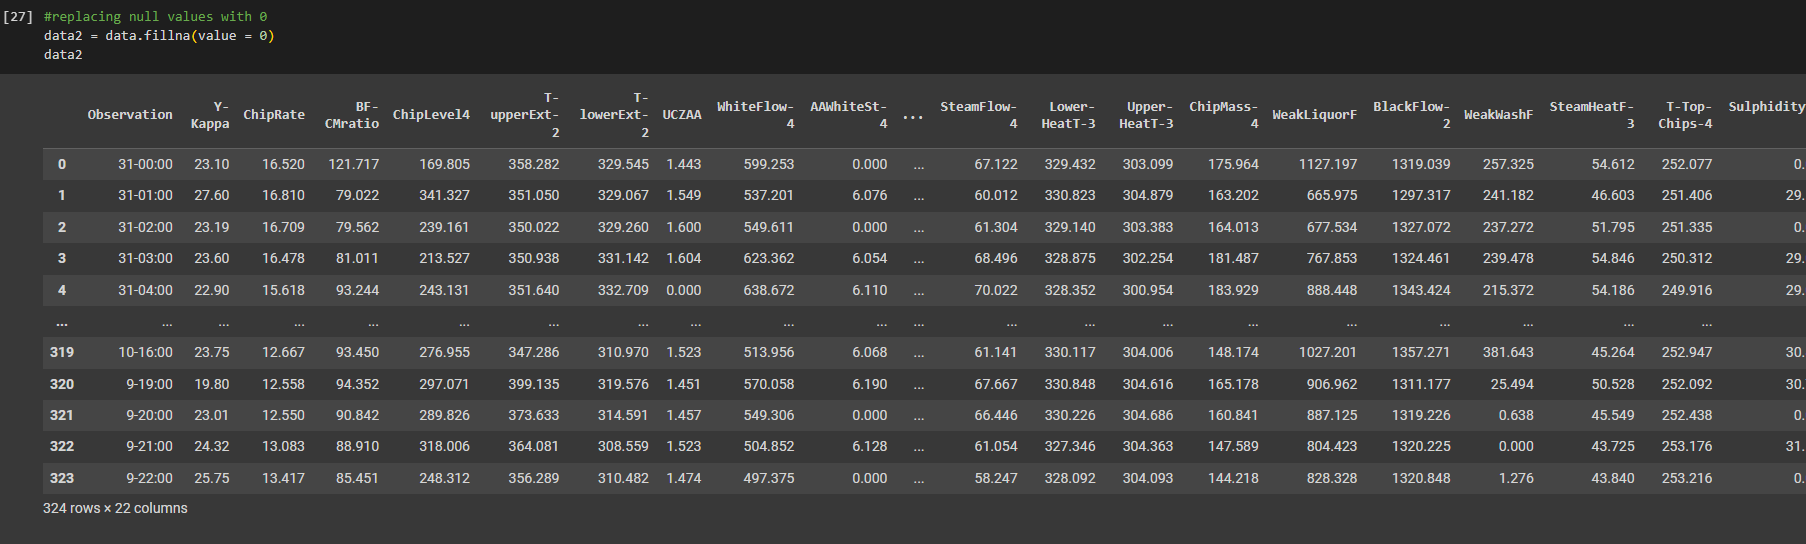 [27] #replacing null values with 0
data2 = data.fillna(value = 0)
data2
Observation Y-Kappa ChipRate BF-CMratio ChipLevel4 T-upperExt-2 T-lowerExt-2 UCZAA WhiteFlow-4 AAWhiteSt-4 ... SteamFlow-4 Lower-HeatT-3 Upper-HeatT-3 ChipMass-4 WeakLiquorF BlackFlow-2 WeakWashF SteamHeatF-3 T-Top-Chips-4 Sulphidity
0 31-00:00 23.10 16.520 121.717 169.805 358.282 329.545 1.443 599.253 0.000 ... 67.122 329.432 303.099 175.964 1127.197 1319.039 257.325 54.612 252.077 0.
1 31-01:00 27.60 16.810 79.022 341.327 351.050 329.067 1.549 537.201 6.076 ... 60.012 330.823 304.879 163.202 665.975 1297.317 241.182 46.603 251.406 29.
2 31-02:00 23.19 16.709 79.562 239.161 350.022 329.260 1.600 549.611 0.000 ... 61.304 329.140 303.383 164.013 677.534 1327.072 237.272 51.795 251.335 0.
3 31-03:00 23.60 16.478 81.011 213.527 350.938 331.142 1.604 623.362 6.054 ... 68.496 328.875 302.254 181.487 767.853 1324.461 239.478 54.846 250.312 29.
4 31-04:00 22.90 15.618 93.244 243.131 351.640 332.709 0.000 638.672 6.110 ... 70.022 328.352 300.954 183.929 888.448 1343.424 215.372 54.186 249.916 29.
... ... ... ... ... ... ... ... ... ... ... ... ... ... ... ... ... ... ... ... ...
319 10-16:00 23.75 12.667 93.450 276.955 347.286 310.970 1.523 513.956 6.068 ... 61.141 330.117 304.006 148.174 1027.201 1357.271 381.643 45.264 252.947 30.
320 9-19:00 19.80 12.558 94.352 297.071 399.135 319.576 1.451 570.058 6.190 ... 67.667 330.848 304.616 165.178 906.962 1311.177 25.494 50.528 252.092 30.
321 9-20:00 23.01 12.550 90.842 289.826 373.633 314.591 1.457 549.306 0.000 ... 66.446 330.226 304.686 160.841 887.125 1319.226 0.638 45.549 252.438 0.
322 9-21:00 24.32 13.083 88.910 318.006 364.081 308.559 1.523 504.852 6.128 ... 61.054 327.346 304.363 147.589 804.423 1320.225 0.000 43.725 253.176 31.
323 9-22:00 25.75 13.417 85.451 248.312 356.289 310.482 1.474 497.375 0.000 ... 58.247 328.092 304.093 144.218 828.328 1320.848 1.276 43.840 253.216 0.
324 rows × 22 columns